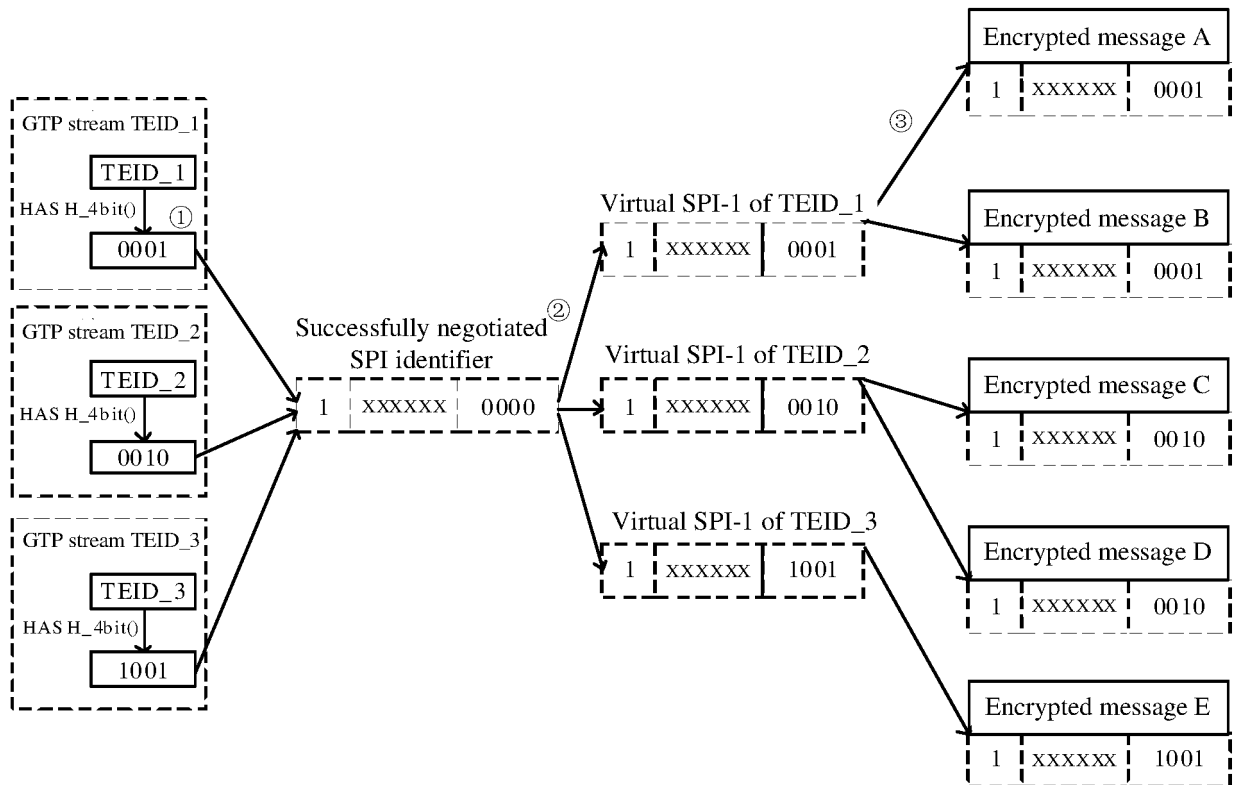 GTP stream TEID_1
TEID_1
HAS H_4bit()
①
0001
GTP stream TEID_2
TEID_2
HAS H_4bit()
0010
GTP stream TEID_3
TEID_3
HAS H_4bit()
1001
Successfully negotiated
SPI identifier
1 xxxxxx 0000
②
Virtual SPI-1 of TEID_1
1 xxxxxx 0001
Virtual SPI-1 of TEID_2
1 xxxxxx 0010
Virtual SPI-1 of TEID_3
1 xxxxxx 1001
③
Encrypted message A
1 xxxxxx 0001
Encrypted message B
1 xxxxxx 0001
Encrypted message C
1 xxxxxx 0010
Encrypted message D
1 xxxxxx 0010
Encrypted message E
1 xxxxxx 1001